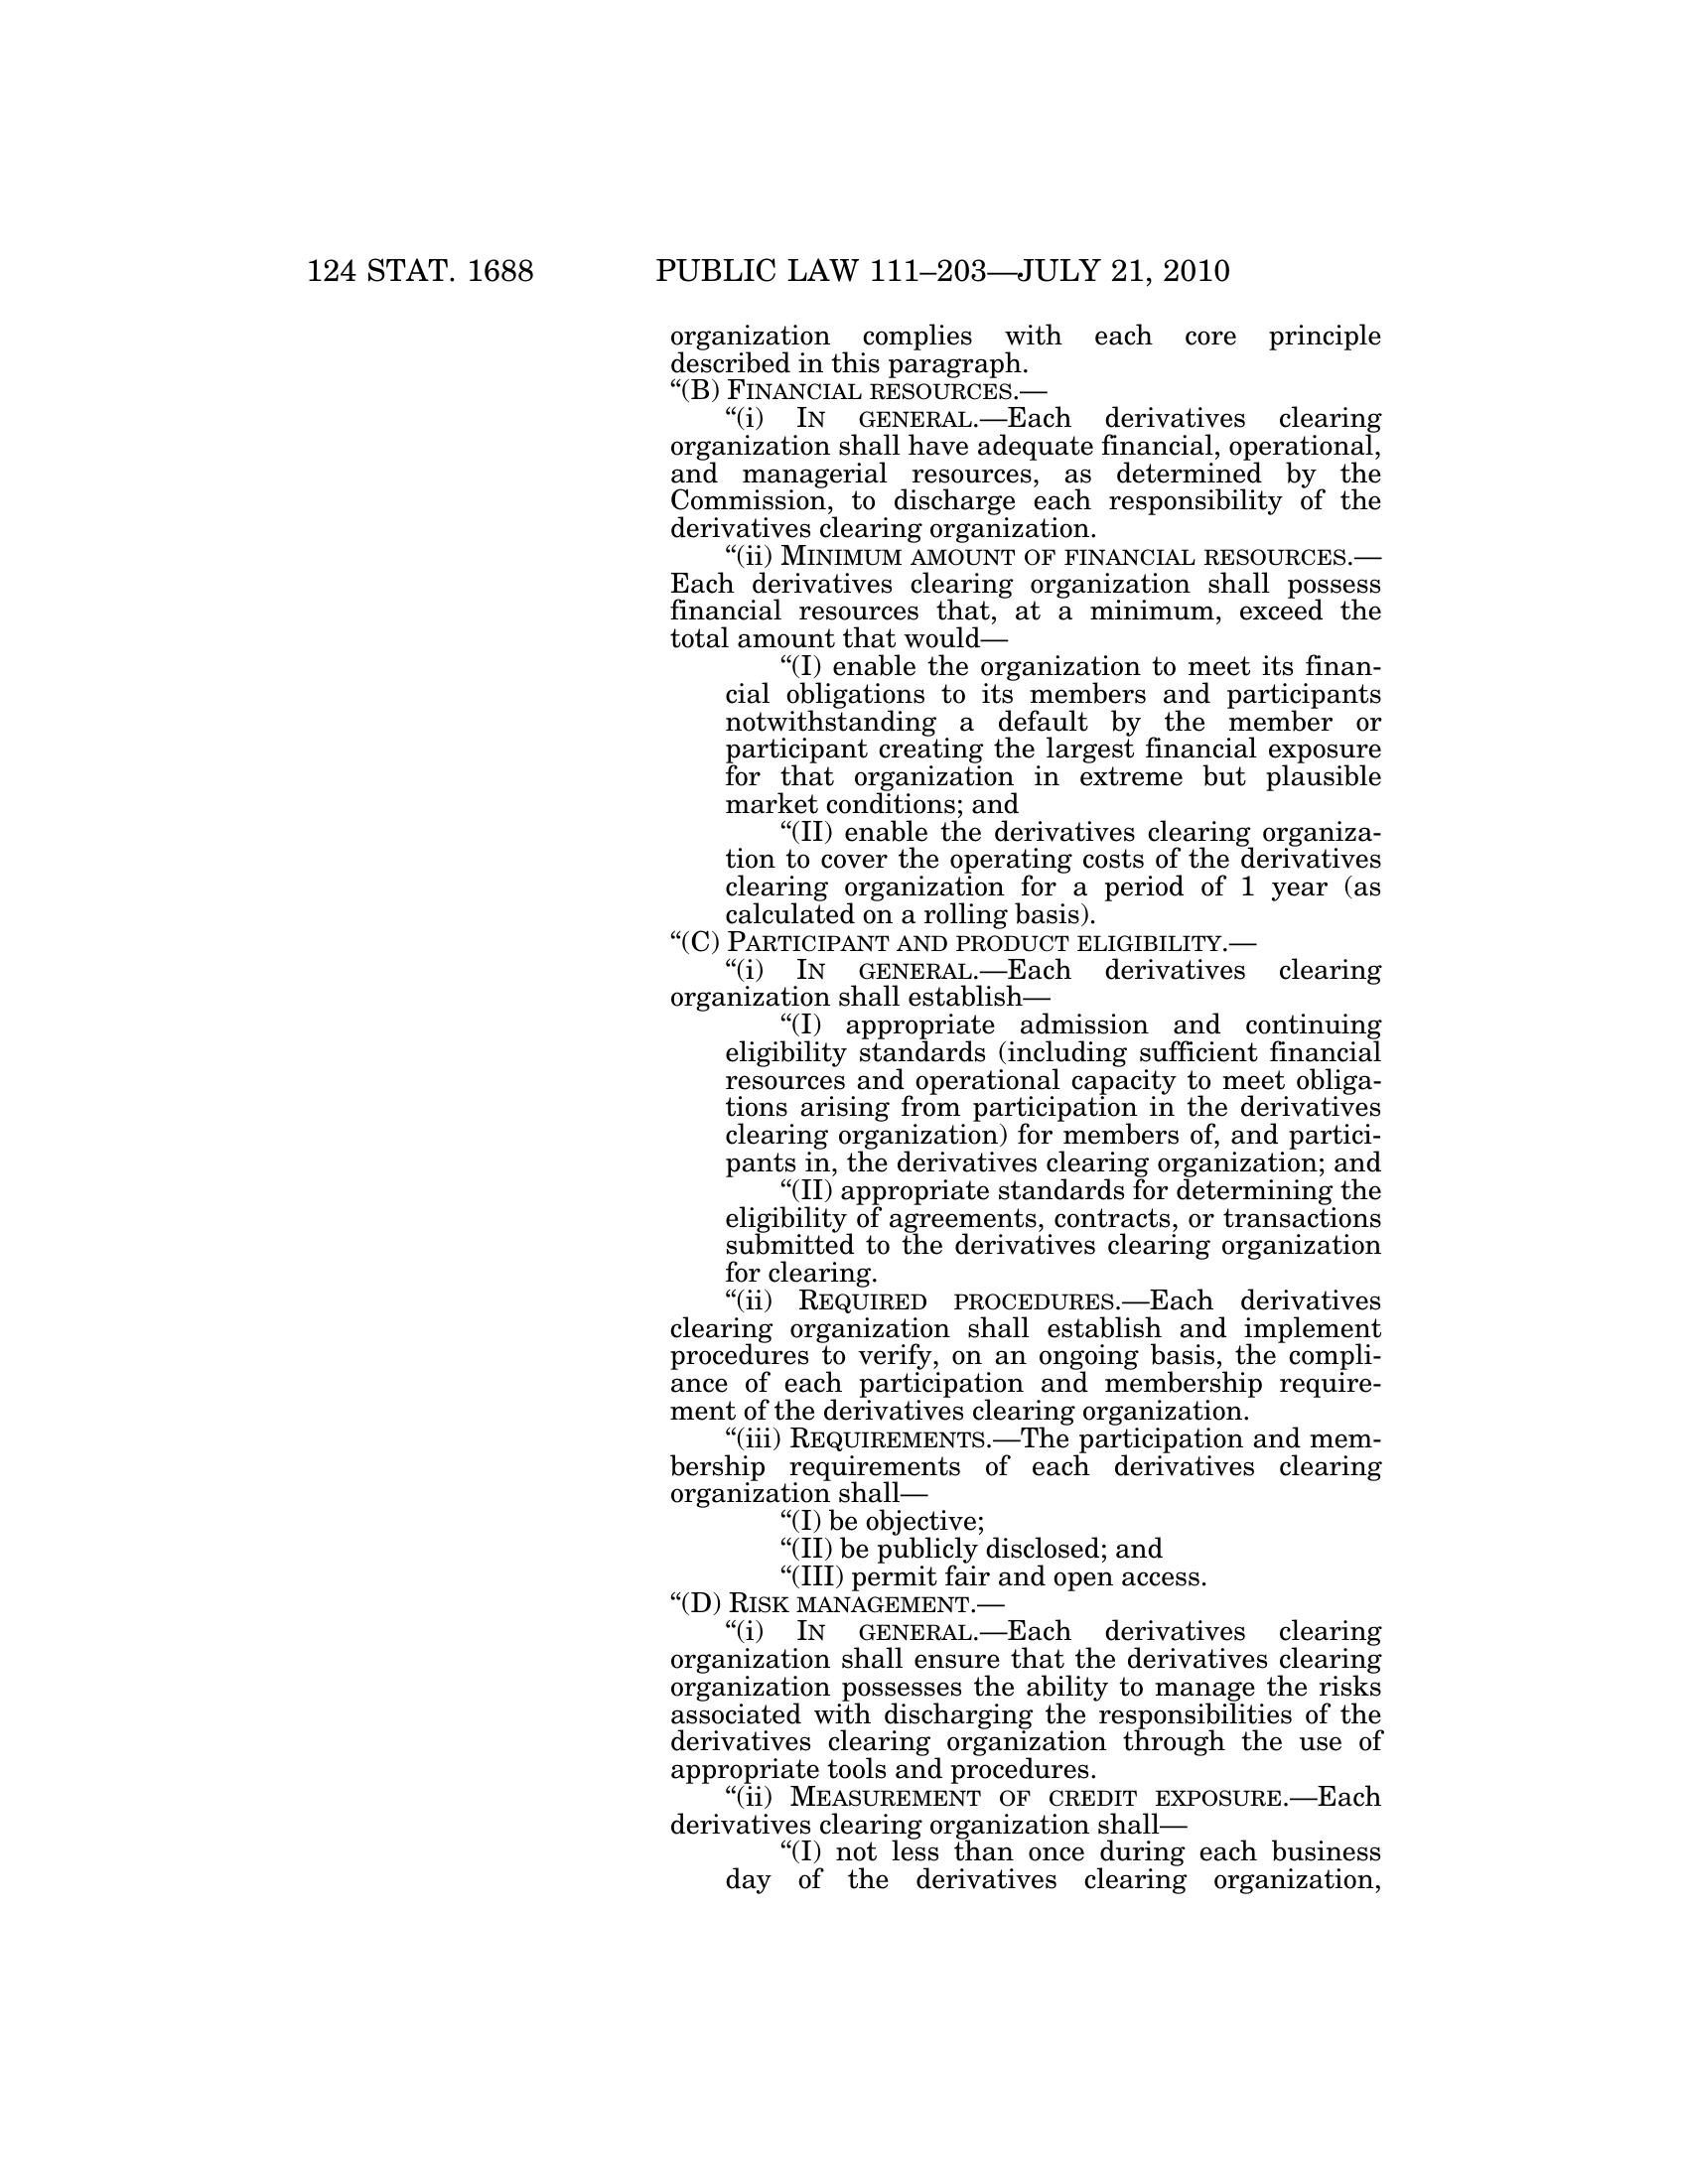 124 STAT. 1688 PUBLIC LAW 111–203—JULY 21, 2010
organization complies with each core principle
described in this paragraph.
“(B) FINANCIAL RESOURCES.—
“(i) IN GENERAL.—Each derivatives clearing
organization shall have adequate financial, operational,
and managerial resources, as determined by the
Commission, to discharge each responsibility of the
derivatives clearing organization.
“(ii) MINIMUM AMOUNT OF FINANCIAL RESOURCES.—
Each derivatives clearing organization shall possess
financial resources that, at a minimum, exceed the
total amount that would—
“(I) enable the organization to meet its finan-
cial obligations to its members and participants
notwithstanding a default by the member or
participant creating the largest financial exposure
for that organization in extreme but plausible
market conditions; and
“(II) enable the derivatives clearing organiza-
tion to cover the operating costs of the derivatives
clearing organization for a period of 1 year (as
calculated on a rolling basis).
“(C) PARTICIPANT AND PRODUCT ELIGIBILITY.—
“(i) IN GENERAL.—Each derivatives clearing
organization shall establish—
“(I) appropriate admission and continuing
eligibility standards (including sufficient financial
resources and operational capacity to meet obliga-
tions arising from participation in the derivatives
clearing organization) for members of, and partici-
pants in, the derivatives clearing organization; and
“(II) appropriate standards for determining the
eligibility of agreements, contracts, or transactions
submitted to the derivatives clearing organization
for clearing.
“(ii) REQUIRED PROCEDURES.—Each derivatives
clearing organization shall establish and implement
procedures to verify, on an ongoing basis, the compli-
ance of each participation and membership require-
ment of the derivatives clearing organization.
“(iii) REQUIREMENTS.—The participation and mem-
bership requirements of each derivatives clearing
organization shall—
“(I) be objective;
“(II) be publicly disclosed; and
“(III) permit fair and open access.
“(D) RISK MANAGEMENT.—
“(i) IN GENERAL.—Each derivatives clearing
organization shall ensure that the derivatives clearing
organization possesses the ability to manage the risks
associated with discharging the responsibilities of the
derivatives clearing organization through the use of
appropriate tools and procedures.
“(ii) MEASUREMENT OF CREDIT EXPOSURE.—Each
derivatives clearing organization shall—
“(I) not less than once during each business
day of the derivatives clearing organization,